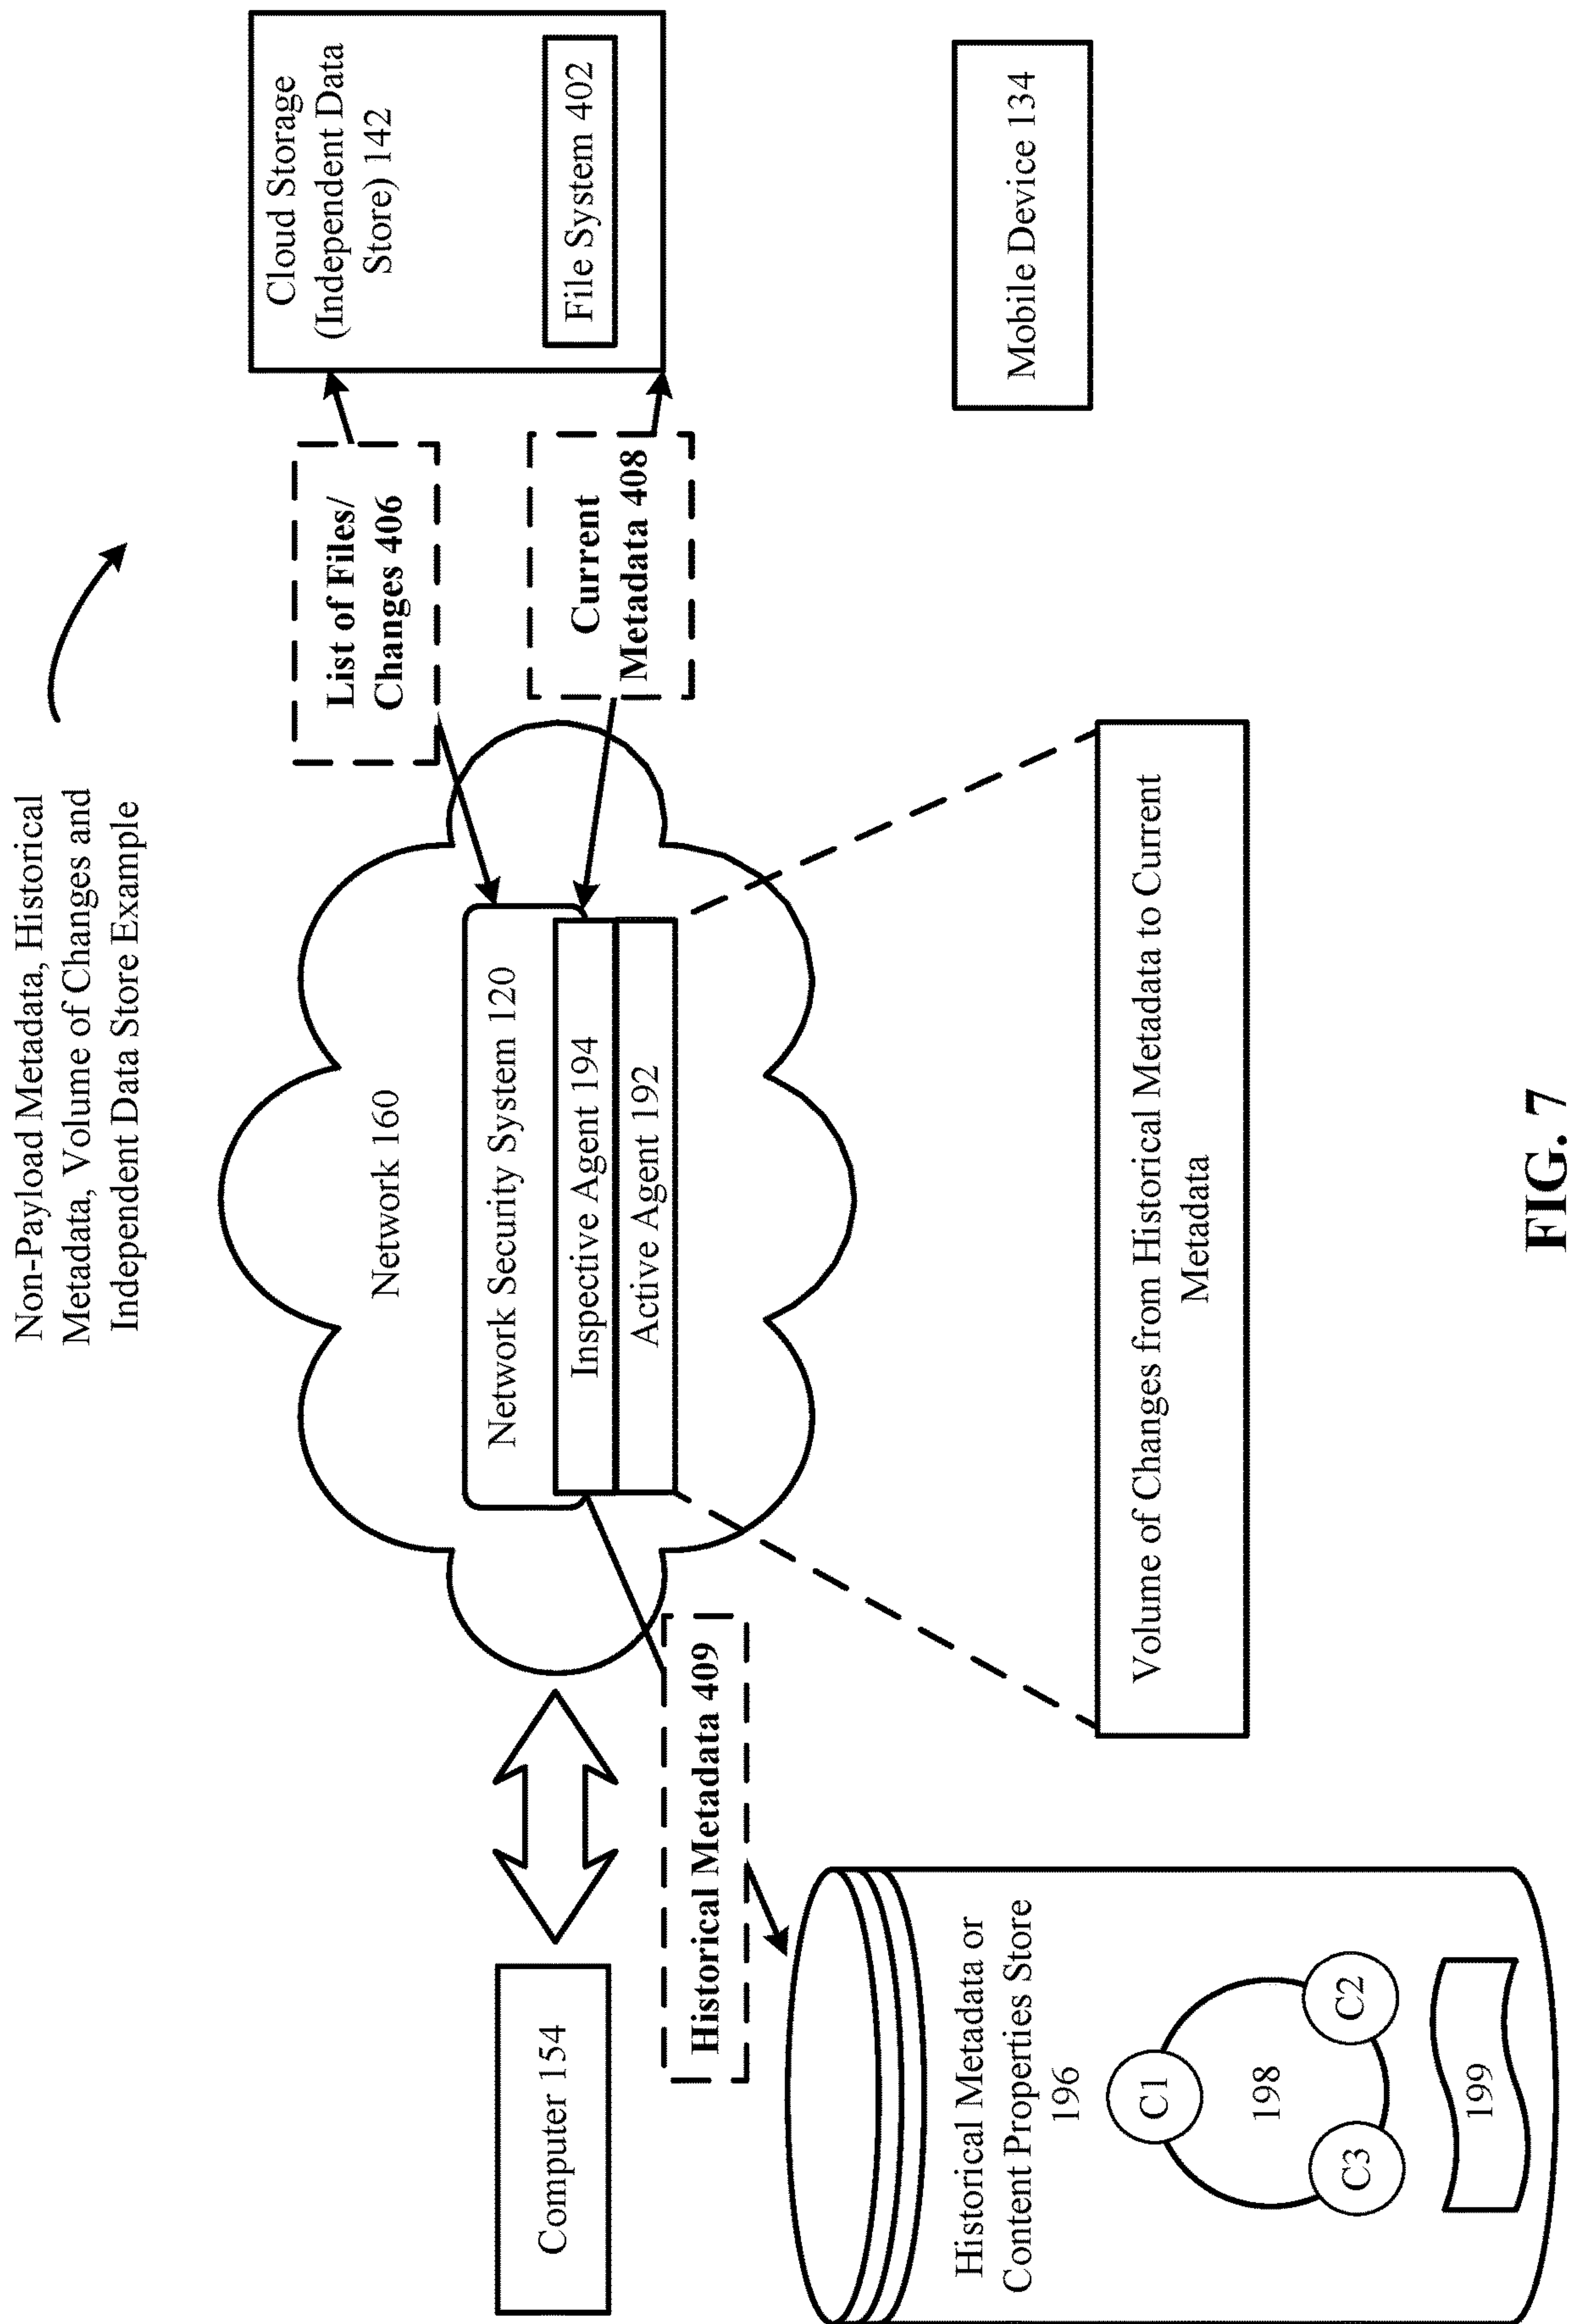 Non-Payload Metadata, Historical
Metadata, Volume of Changes and
Independent Data Store Example
Cloud Storage
(Independent Data
Store) 142
File System 402
List of Files/
Changes 406
Current
Metadata 408
Mobile Device 134
Network 160
Network Security System 120
Inspective Agent 194
Active Agent 192
Computer 154
Historical Metadata 409
Historical Metadata or
Content Properties Store
196
C1
198
C2
C3
199
Volume of Changes from Historical Metadata to Current
Metadata
FIG. 7